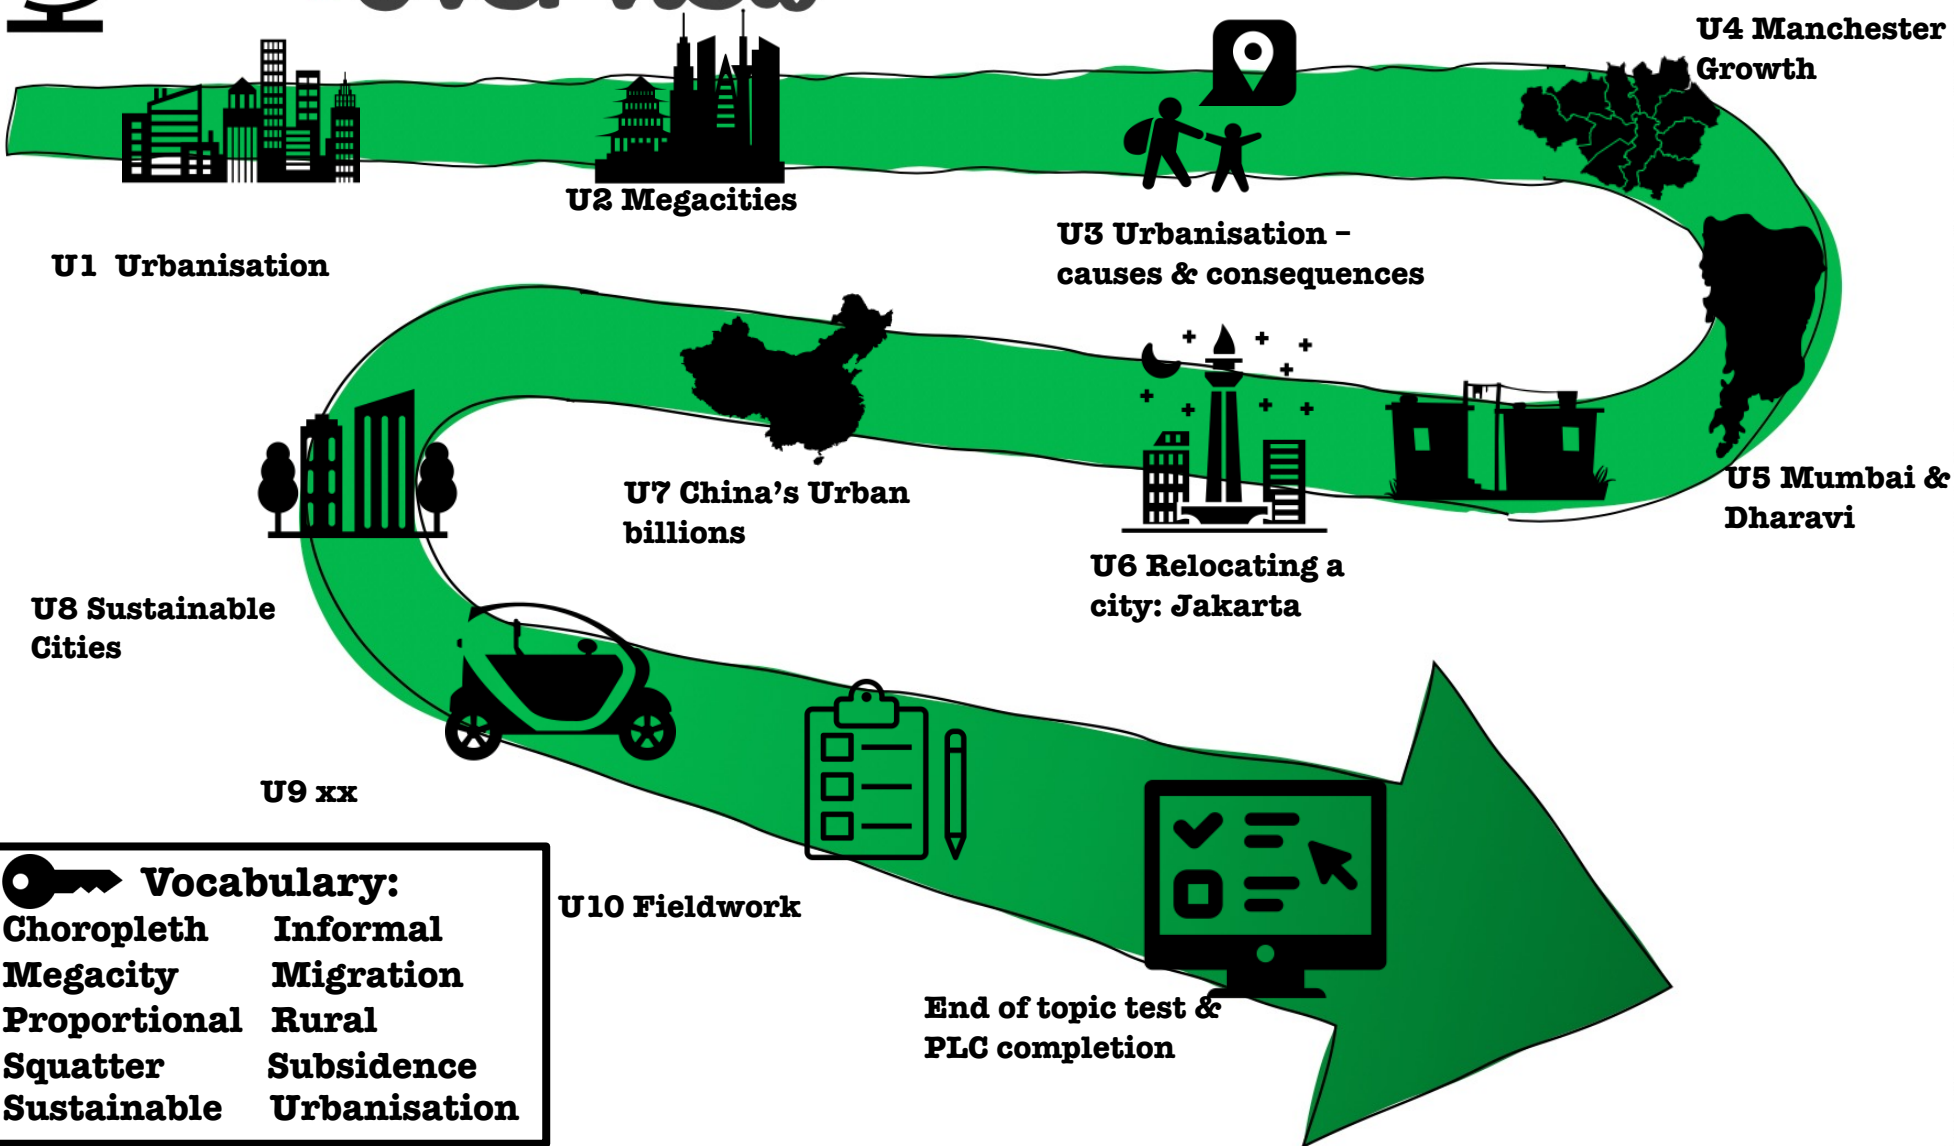 Overview
U4 Manchester
Growth
U2 Megacities
U3 Urbanisation –
causes & consequences
U1 Urbanisation
U5 Mumbai &
Dharavi
U7 China's Urban
billions
U6 Relocating a
city: Jakarta
U8 Sustainable
Cities
U9 xx
U10 Fieldwork
End of topic test &
PLC completion
Vocabulary:
Choropleth Informal
Megacity Migration
Proportional Rural
Squatter Subsidence
Sustainable Urbanisation